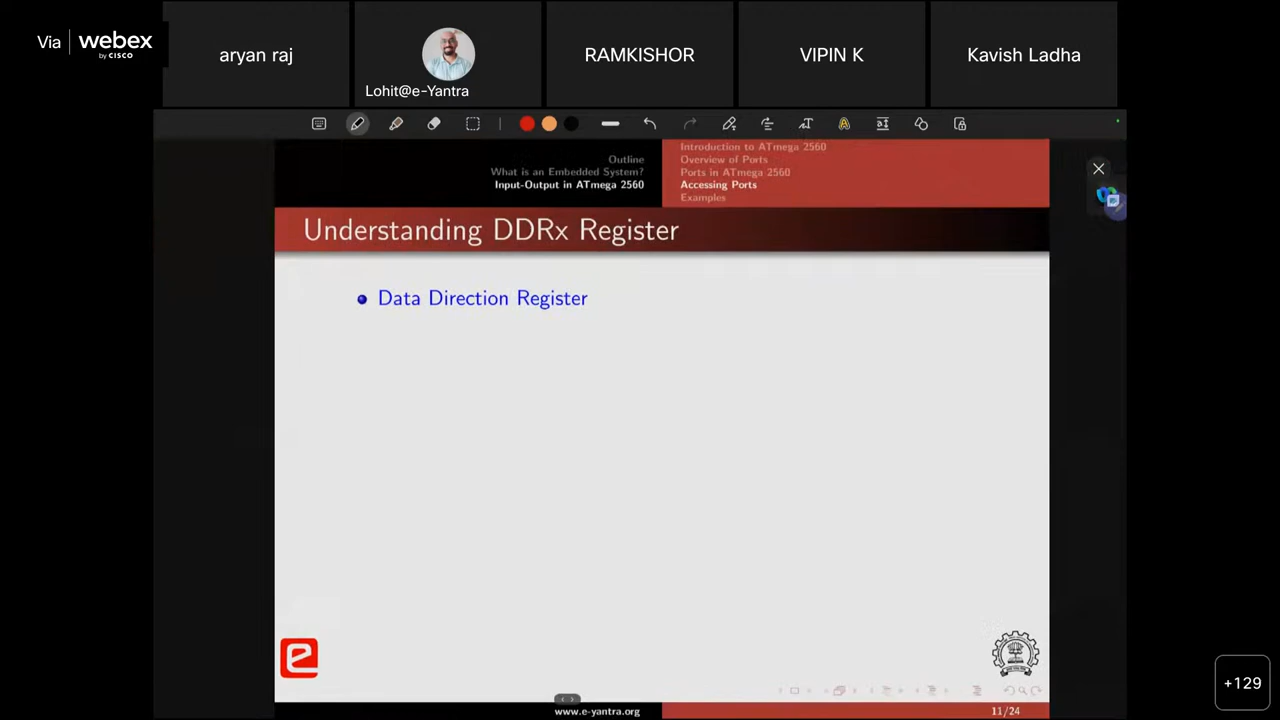 Via webex
by CISCO
aryan raj
Lohit@e-Yantra
RAMKISHOR
VIPIN K
Kavish Ladha
Outline
What is an Embedded System?
Input-Output in ATmega 2560
Introduction to ATmega 2560
Overview of Ports
Ports in ATmega 2560
Accessing Ports
Examples
Understanding DDRx Register
Data Direction Register
e
www.e-yantra.org
11/24
+129